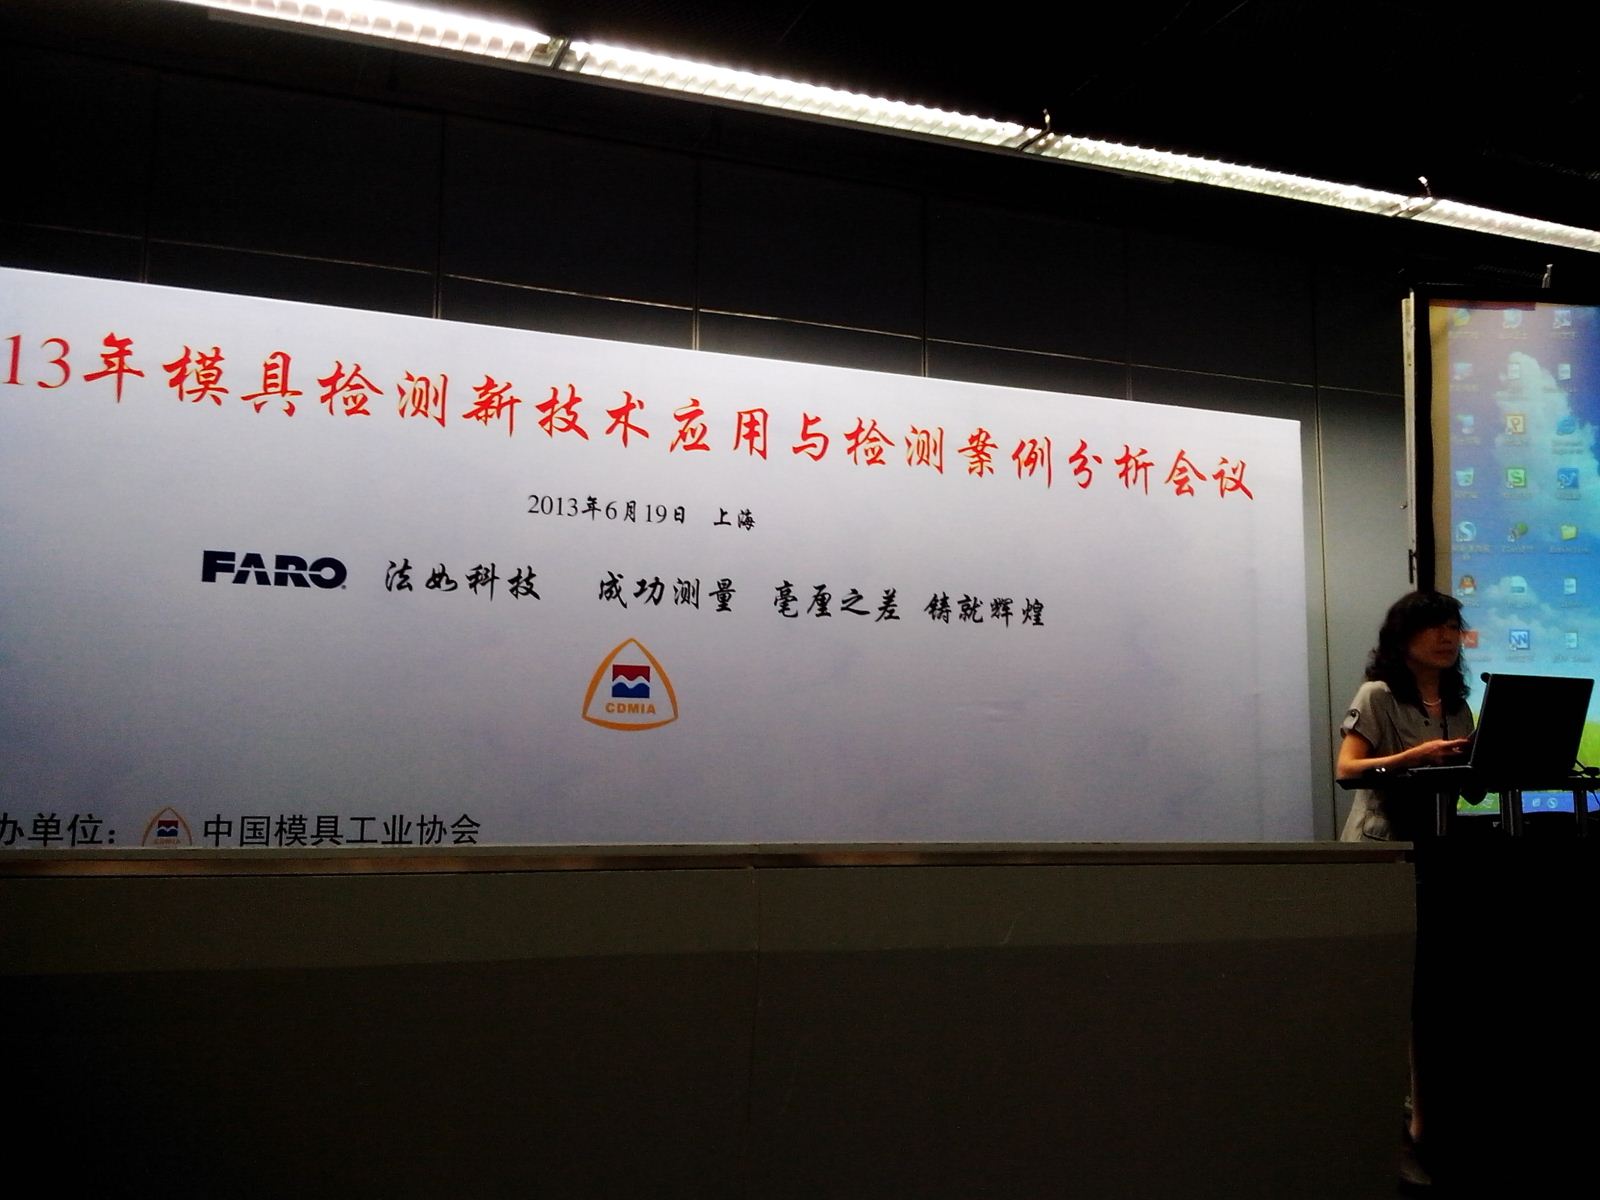 13年模具检测新技术应用与检测案例分析会议
2013年6月19日 上海
FARO 法如科技 成功测量 毫厘之差 铸就辉煌
CDMIA
办单位: 中国模具工业协会